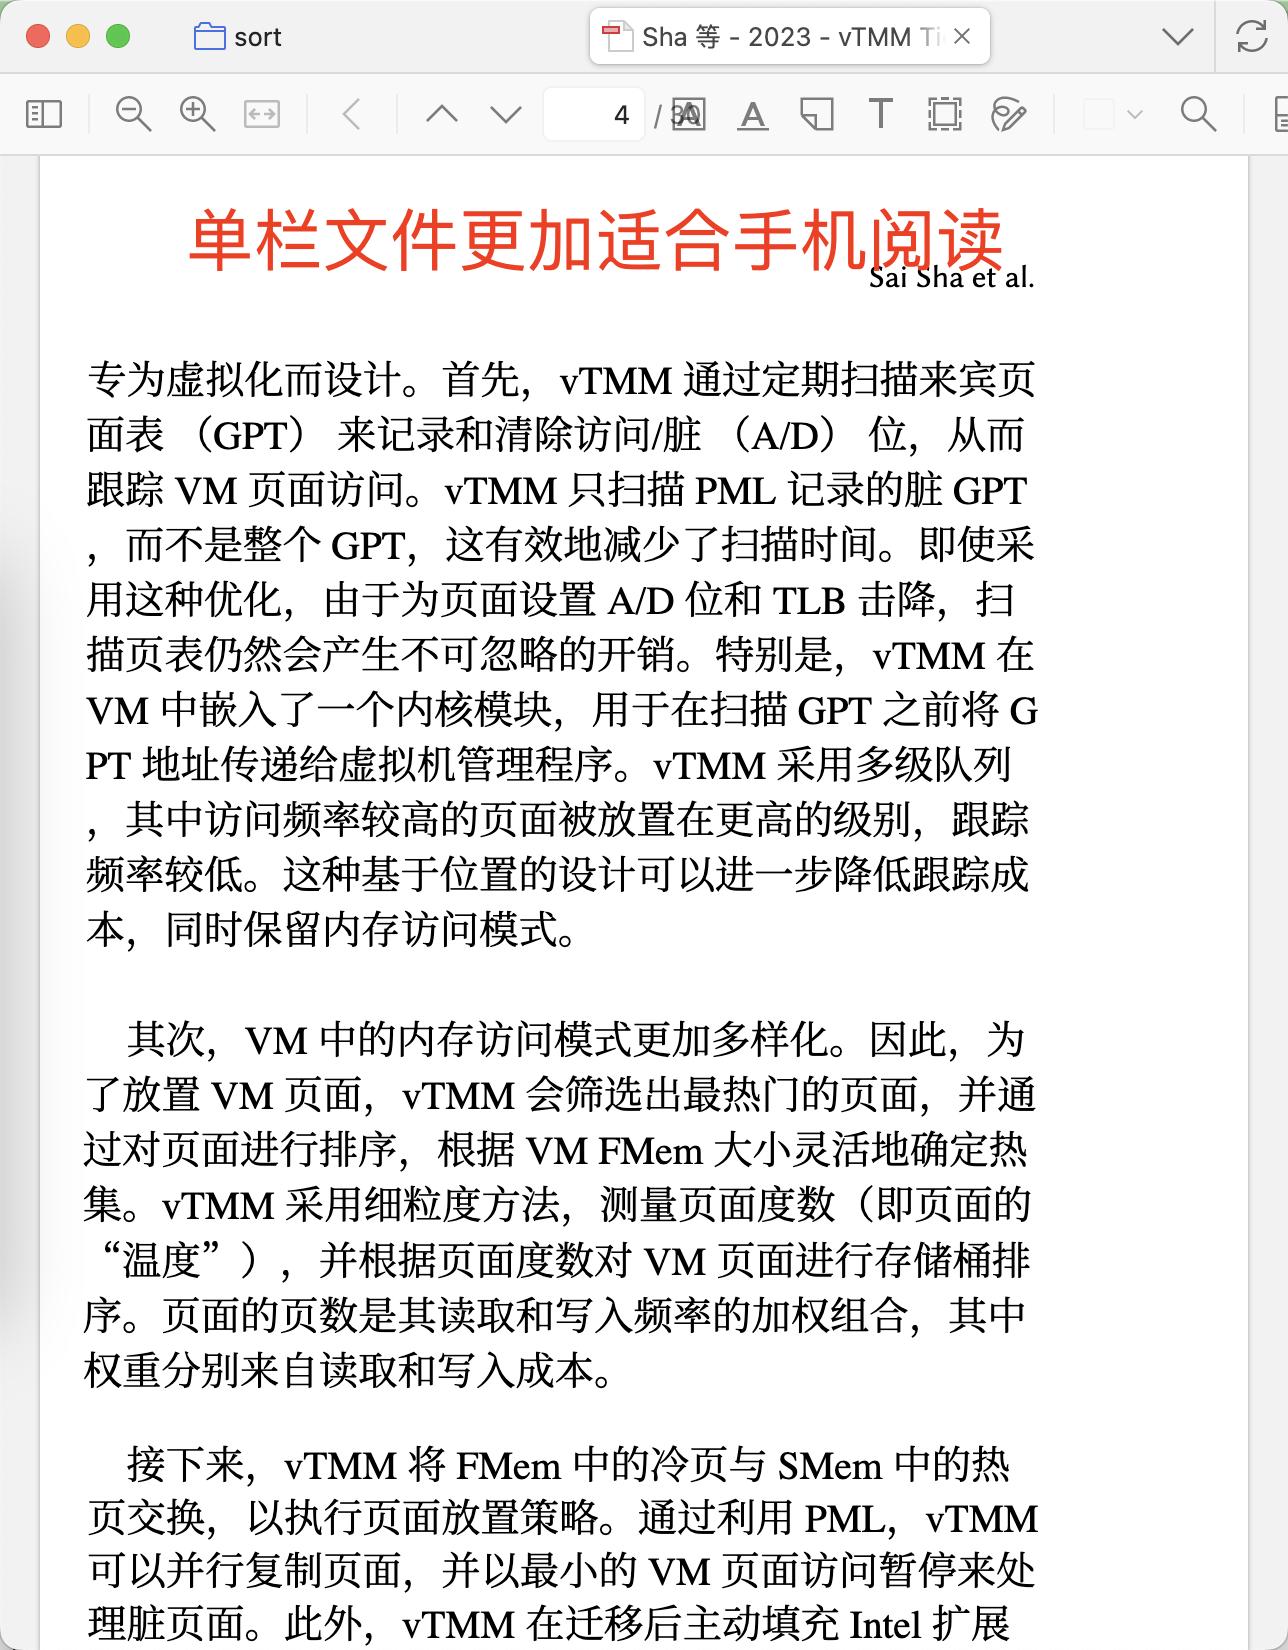 sort
Sha 等 - 2023 - vTMM Ti
4 / 30
A T
单栏文件更加适合手机阅读
Sai Sha et al.
专为虚拟化而设计。首先，vTMM 通过定期扫描来宾页
面表 （GPT） 来记录和清除访问/脏 （A/D） 位，从而
跟踪 VM 页面访问。vTMM 只扫描 PML 记录的脏 GPT
，而不是整个 GPT，这有效地减少了扫描时间。即使采
用这种优化，由于为页面设置 A/D 位和 TLB 击降，扫
描页表仍然会产生不可忽略的开销。特别是，vTMM 在
VM 中嵌入了一个内核模块，用于在扫描 GPT 之前将 G
PT 地址传递给虚拟机管理程序。vTMM 采用多级队列
，其中访问频率较高的页面被放置在更高的级别，跟踪
频率较低。这种基于位置的设计可以进一步降低跟踪成
本，同时保留内存访问模式。
其次，VM 中的内存访问模式更加多样化。因此，为
了放置 VM 页面，vTMM 会筛选出最热门的页面，并通
过对页面进行排序，根据 VM FMem 大小灵活地确定热
集。vTMM 采用细粒度方法，测量页面度数（即页面的
“温度”），并根据页面度数对 VM 页面进行存储桶排
序。页面的页数是其读取和写入频率的加权组合，其中
权重分别来自读取和写入成本。
接下来，vTMM 将 FMem 中的冷页与 SMem 中的热
页交换，以执行页面放置策略。通过利用 PML，vTMM
可以并行复制页面，并以最小的 VM 页面访问暂停来处
理脏页面。此外，vTMM 在迁移后主动填充 Intel 扩展